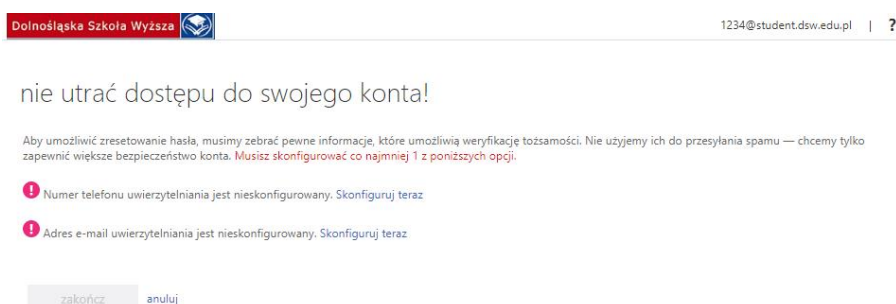 Dolnośląska Szkoła Wyższa
1234@student.dsw.edu.pl | ?
nie utrać dostępu do swojego konta!
Aby umożliwić zresetowanie hasła, musimy zebrać pewne informacje, które umożliwią weryfikację tożsamości. Nie użyjemy ich do przesyłania spamu — chcemy tylko
zapewnić większe bezpieczeństwo konta. Musisz skonfigurować co najmniej 1 z poniższych opcji.
! Numer telefonu uwierzytelniania jest nieskonfigurowany. Skonfiguruj teraz
! Adres e-mail uwierzytelniania jest nieskonfigurowany. Skonfiguruj teraz
zakończ anuluj